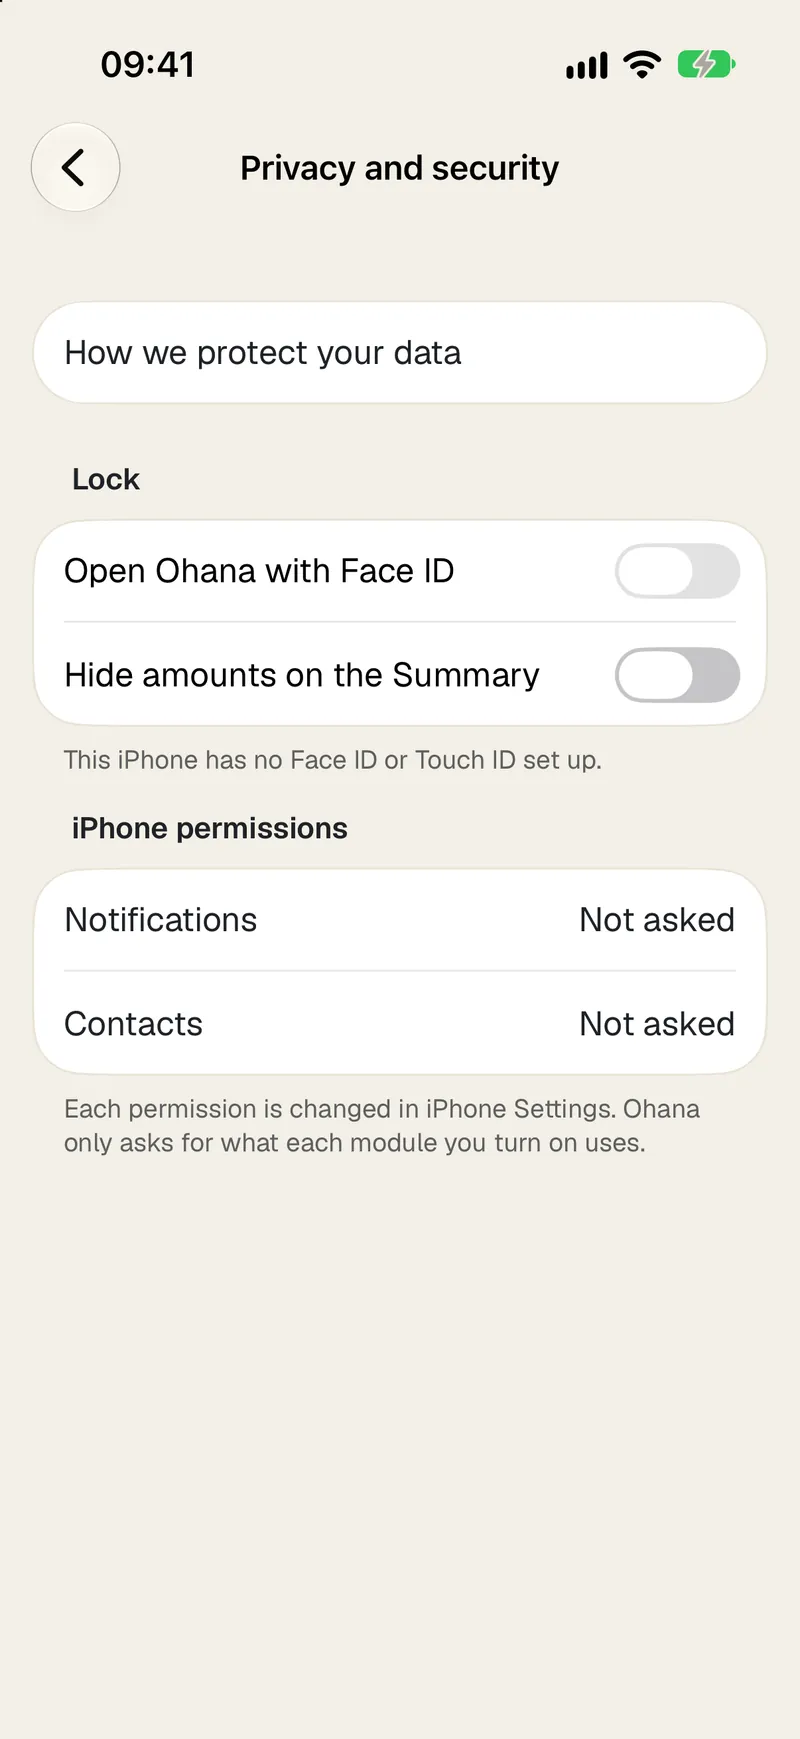 09:41
Privacy and security
How we protect your data
Lock
Open Ohana with Face ID
Hide amounts on the Summary
This iPhone has no Face ID or Touch ID set up.
iPhone permissions
Notifications Not asked
Contacts Not asked
Each permission is changed in iPhone Settings. Ohana
only asks for what each module you turn on uses.